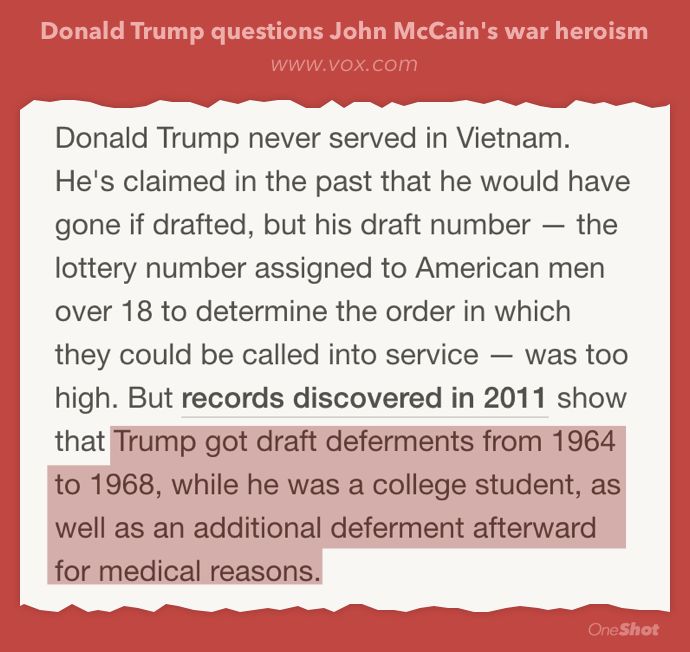 Donald Trump questions John McCain's war heroism
www.vox.com
Donald Trump never served in Vietnam.
He's claimed in the past that he would have
gone if drafted, but his draft number — the
lottery number assigned to American men
over 18 to determine the order in which
they could be called into service — was too
high. But records discovered in 2011 show
that Trump got draft deferments from 1964
to 1968, while he was a college student, as
well as an additional deferment afterward
for medical reasons.
OneShot